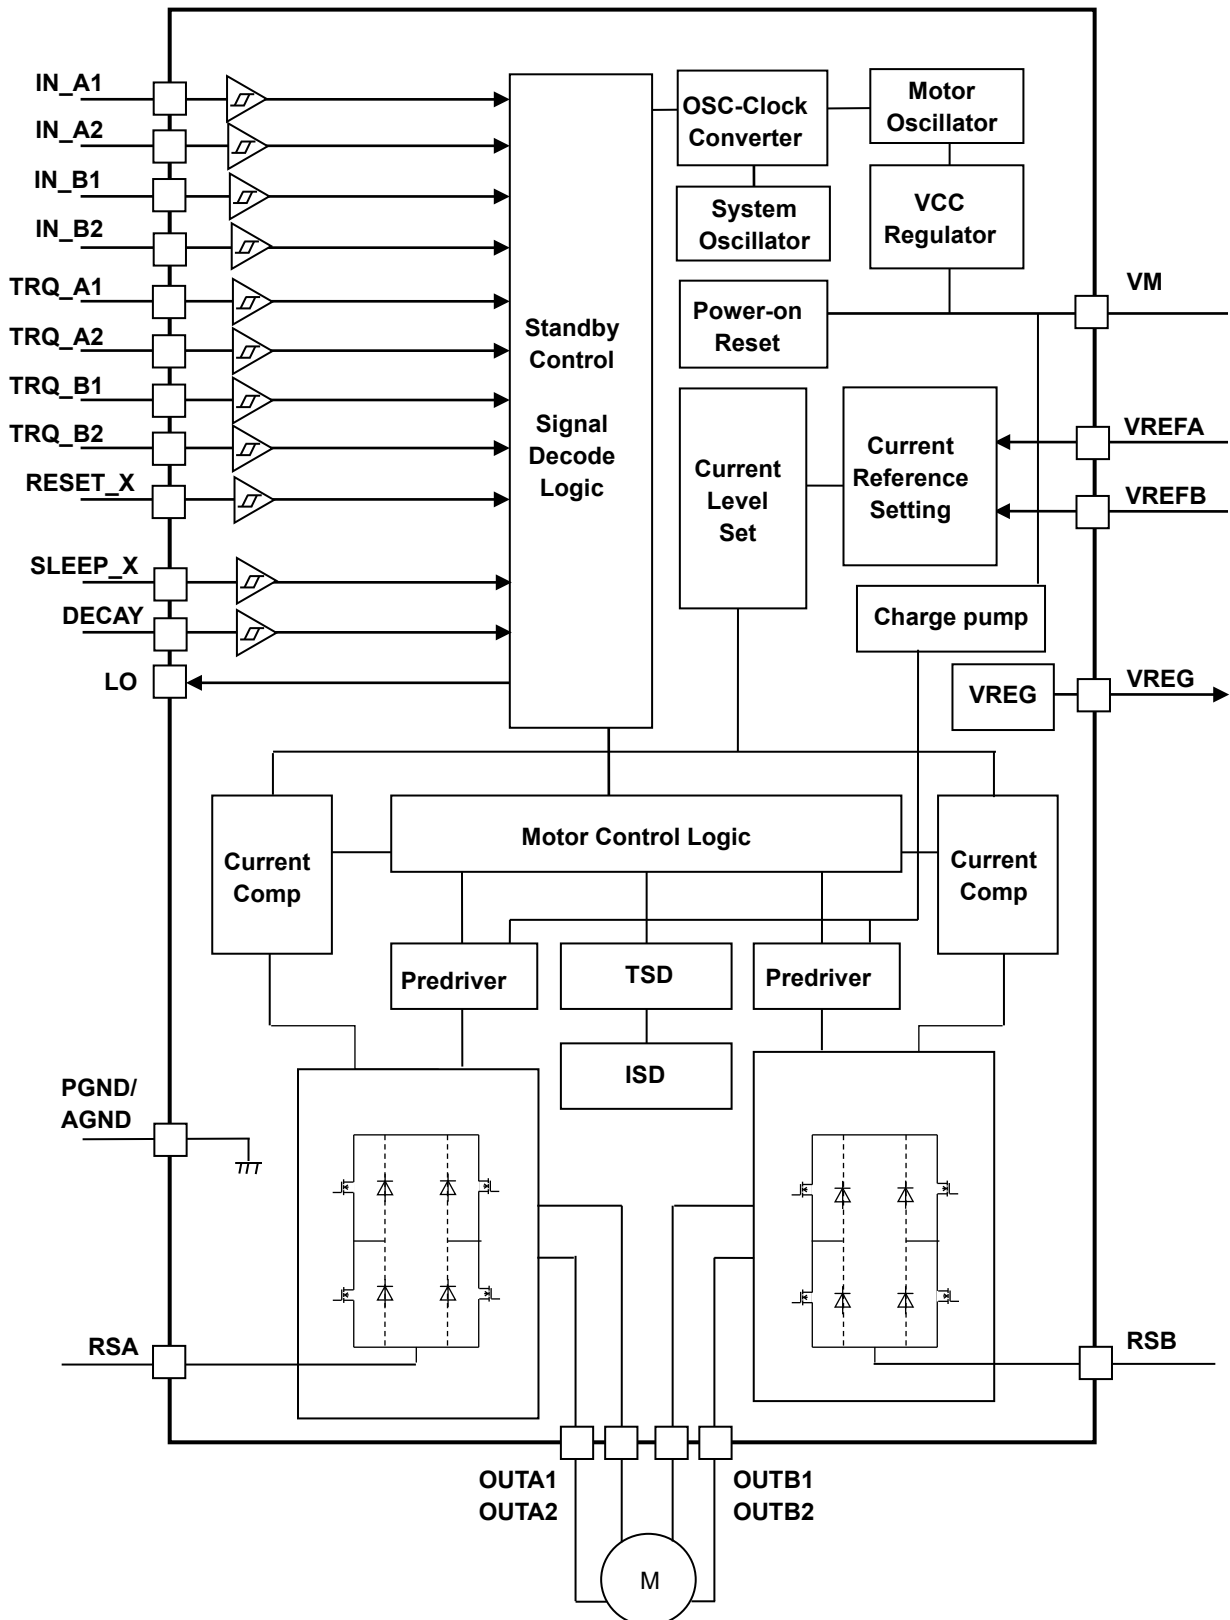 IN_A1
IN_A2
IN_B1
IN_B2
TRQ_A1
TRQ_A2
TRQ_B1
TRQ_B2
RESET_X
SLEEP_X
DECAY
LO
Standby
Control
Signal
Decode
Logic
OSC-Clock
Converter
Motor
Oscillator
System
Oscillator
VCC
Regulator
Power-on
Reset
VM
Current
Level
Set
Current
Reference
Setting
VREFA
VREFB
Charge pump
VREG
VREG
Current
Comp
Motor Control Logic
Current
Comp
Predriver
TSD
Predriver
ISD
PGND/
AGND
RSA
RSB
OUTA1
OUTA2
OUTB1
OUTB2
M